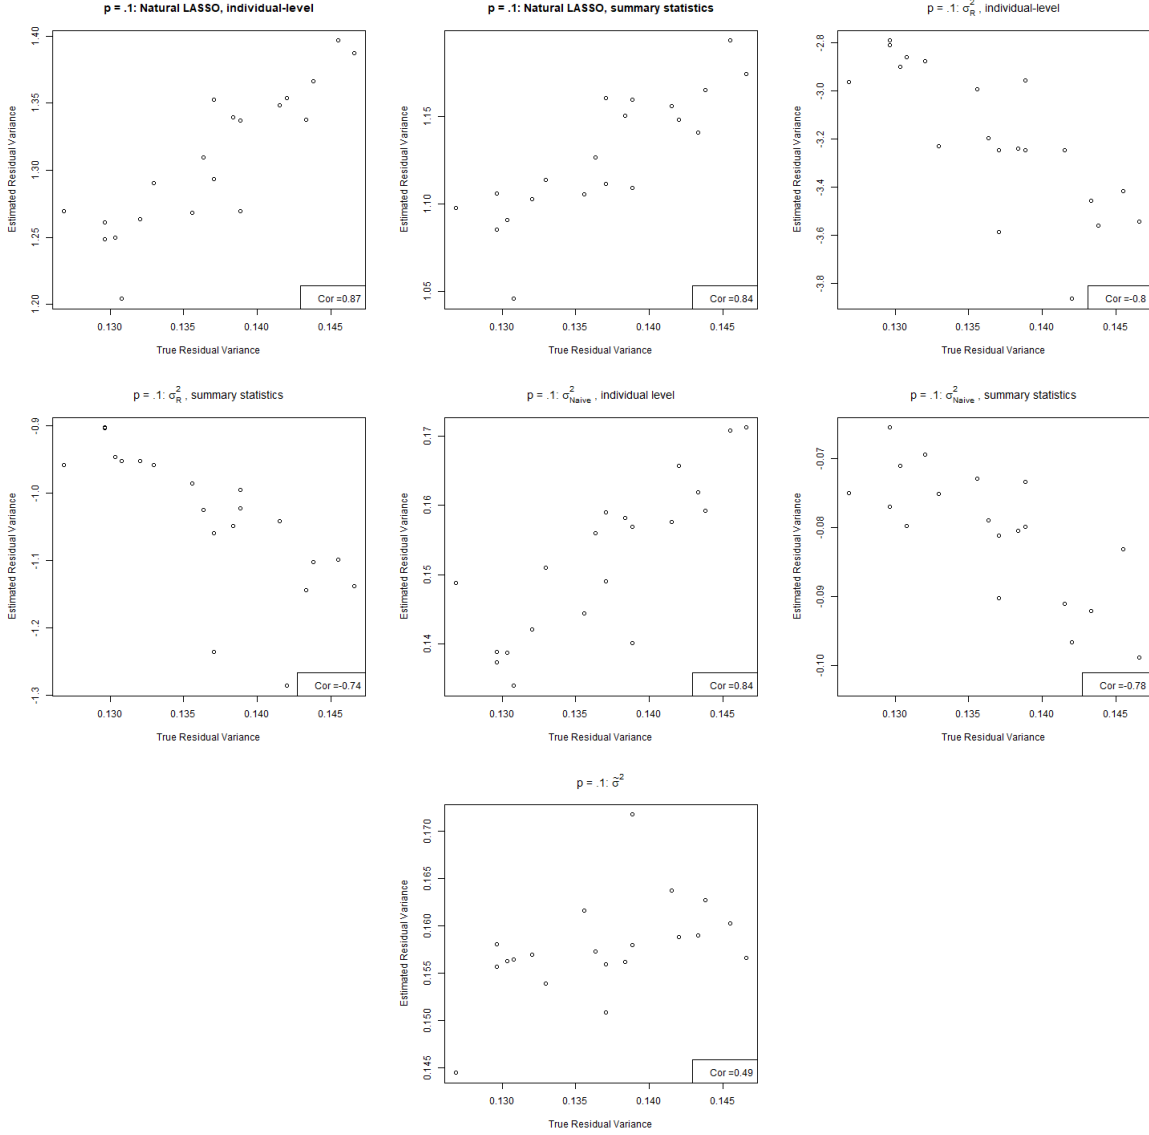 p = .1: Natural LASSO, individual-level
Estimated Residual Variance
1.20 1.25 1.30 1.35 1.40
Cor =0.87
0.130 0.135 0.140 0.145
True Residual Variance
p = .1: Natural LASSO, summary statistics
Estimated Residual Variance
1.05 1.10 1.15
Cor =0.84
0.130 0.135 0.140 0.145
True Residual Variance
p = .1: σ²_R , individual-level
Estimated Residual Variance
-3.8 -3.6 -3.4 -3.2 -3.0 -2.8
Cor =-0.8
0.130 0.135 0.140 0.145
True Residual Variance
p = .1: σ²_R , summary statistics
Estimated Residual Variance
-1.3 -1.2 -1.1 -1.0 -0.9
Cor =-0.74
0.130 0.135 0.140 0.145
True Residual Variance
p = .1: σ²_Naive , individual level
Estimated Residual Variance
0.14 0.15 0.16 0.17
Cor =0.84
0.130 0.135 0.140 0.145
True Residual Variance
p = .1: σ²_Naive , summary statistics
Estimated Residual Variance
-0.10 -0.09 -0.08 -0.07
Cor =-0.78
0.130 0.135 0.140 0.145
True Residual Variance
p = .1: σ̃²
Estimated Residual Variance
0.145 0.150 0.155 0.160 0.165 0.170
Cor =0.49
0.130 0.135 0.140 0.145
True Residual Variance